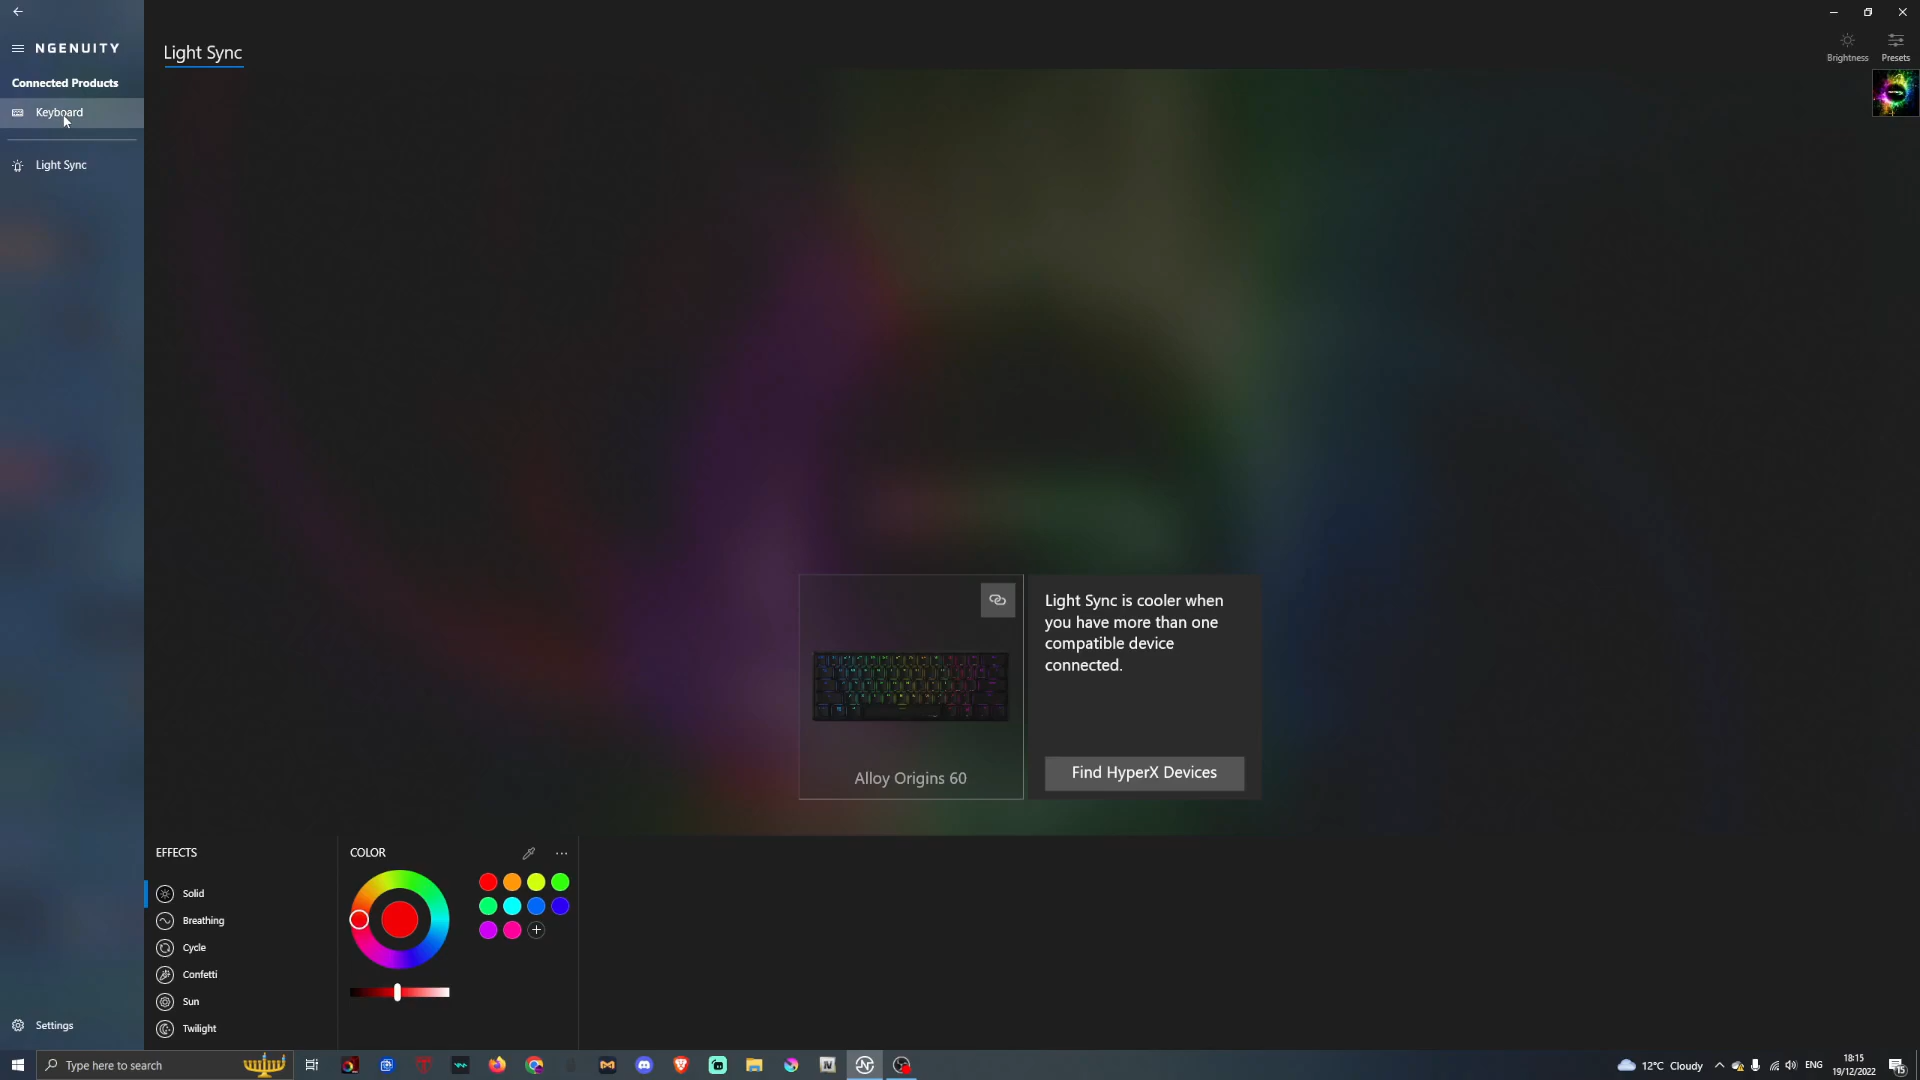 NGENUITY
Light Sync
Brightness
Presets
Connected Products
Keyboard
Light Sync
Light Sync is cooler when
you have more than one
compatible device
connected.
Find HyperX Devices
Alloy Origins 60
EFFECTS
Solid
Breathing
Cycle
Confetti
Sun
Twilight
COLOR
Settings
Type here to search
12°C Cloudy
ENG
18:15
19/12/2022
15